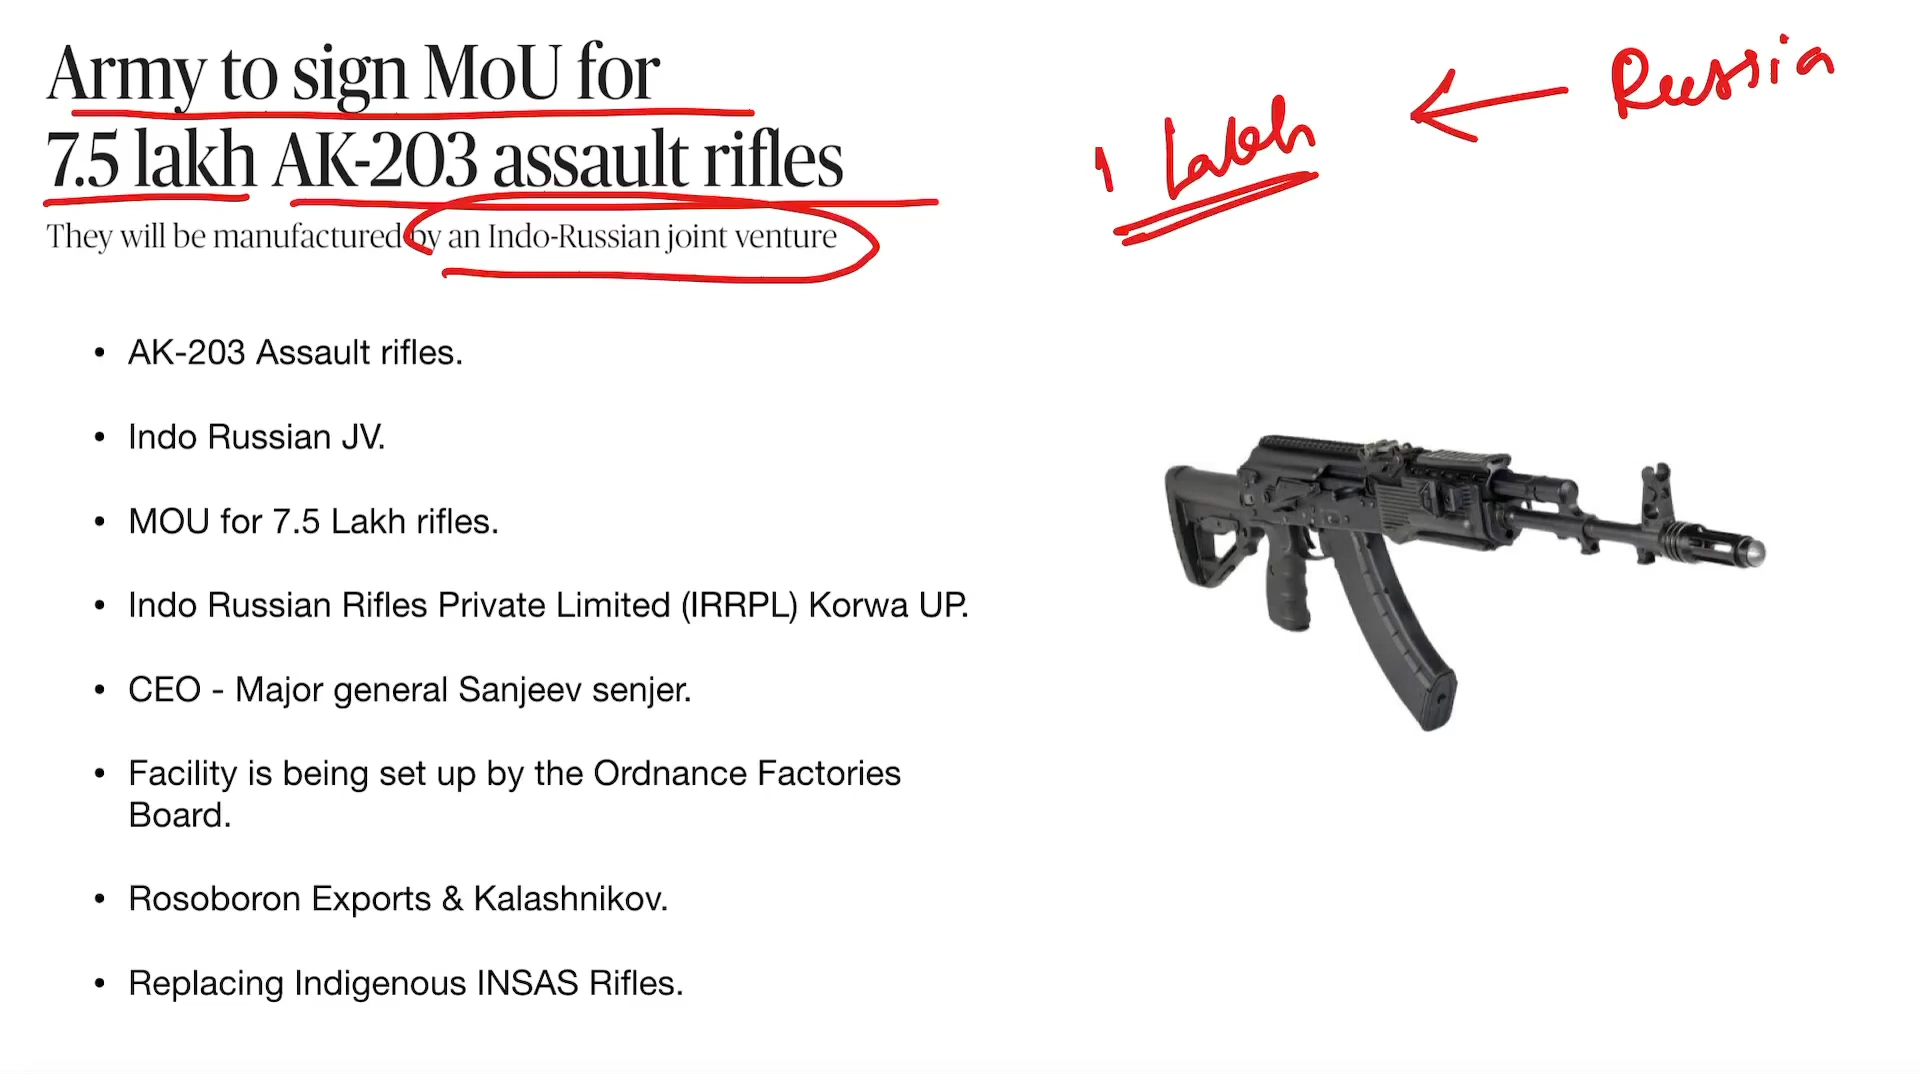 Army to sign MoU for
7.5 lakh AK-203 assault rifles
They will be manufactured by an Indo-Russian joint venture
1 Lakh
Russia
• AK-203 Assault rifles.
• Indo Russian JV.
• MOU for 7.5 Lakh rifles.
• Indo Russian Rifles Private Limited (IRRPL) Korwa UP.
• CEO - Major general Sanjeev senjer.
• Facility is being set up by the Ordnance Factories
Board.
• Rosoboron Exports & Kalashnikov.
• Replacing Indigenous INSAS Rifles.